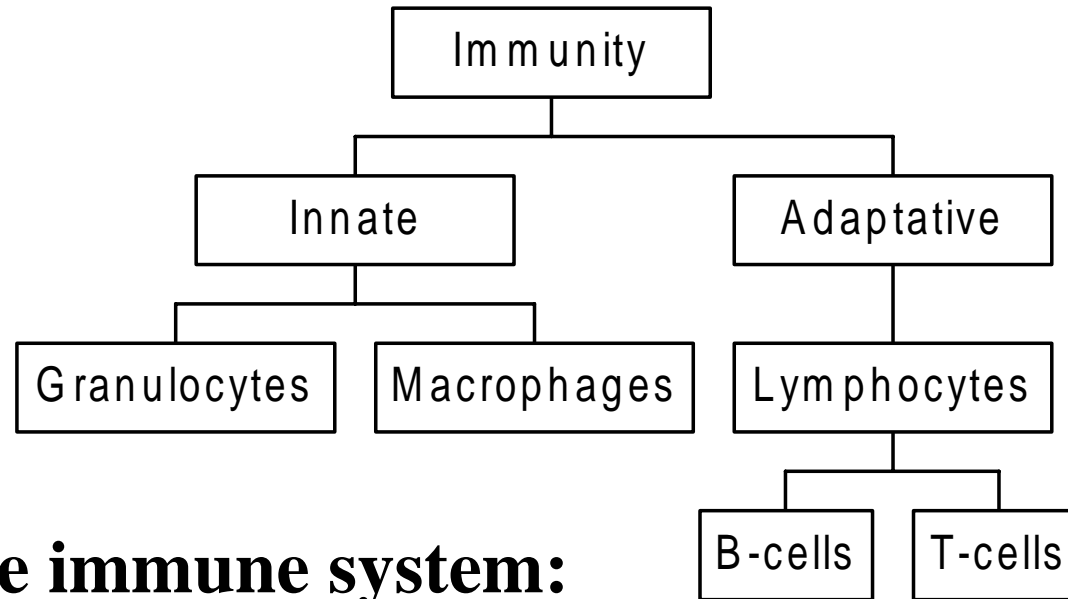 Immunity
Innate
Adaptative
Granulocytes
Macrophages
Lymphocytes
B-cells
T-cells
e immune system: